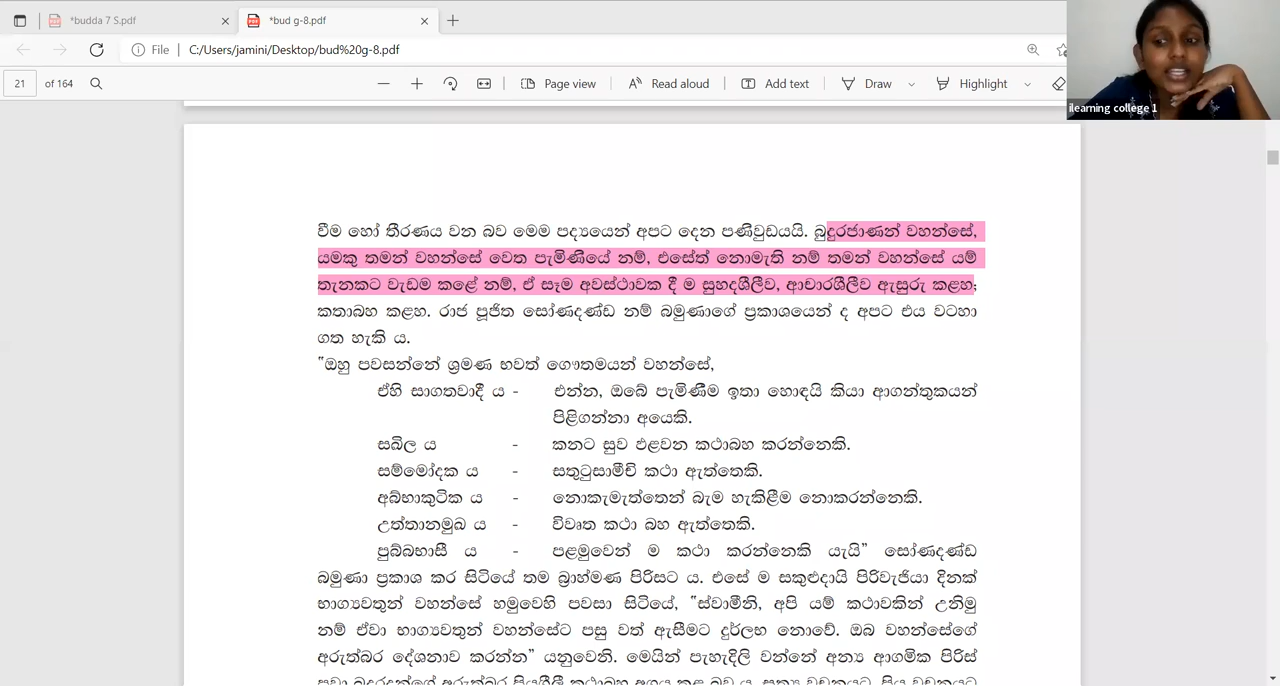 *budda 7 S.pdf
*bud g-8.pdf
File
C:/Users/jamini/Desktop/bud%20g-8.pdf
21 of 164
Page view
Read aloud
Add text
Draw
Highlight
ilearning college 1
වීම හෝ තීරණය වන බව මෙම පද්‍යයෙන් අපට දෙන පණිවුඩයයි. බුදුරජාණන් වහන්සේ,
යමකු තමන් වහන්සේ වෙත පැමිණියේ නම්, එසේත් නොමැති නම් තමන් වහන්සේ යම්
තැනකට වැඩම කළේ නම්, ඒ සෑම අවස්ථාවක දී ම සුහදශීලීව, ආචාරශීලීව ඇසුරු කළහ;
කතාබහ කළහ. රාජ පූජිත සෝණදණ්ඩ නම් බමුණාගේ ප්‍රකාශයෙන් ද අපට එය වටහා
ගත හැකි ය.
"ඔහු පවසන්නේ ශ්‍රමණ භවත් ගෞතමයන් වහන්සේ,
ඒහි සාගතවාදී ය - එන්න, ඔබේ පැමිණීම ඉතා හොඳයි කියා ආගන්තුකයන්
පිළිගන්නා අයෙකි.
සඛිල ය - කනට සුව එළවන කථාබහ කරන්නෙකි.
සම්මෝදක ය - සතුටුසාමීචි කථා ඇත්තෙකි.
අබ්භාකුටික ය - නොකැමැත්තෙන් බැම හැකිළීම නොකරන්නෙකි.
උත්තානමුඛ ය - විවෘත කථා බහ ඇත්තෙකි.
පුබ්බභාසී ය - පළමුවෙන් ම කථා කරන්නෙකි යැයි" සෝණදණ්ඩ
බමුණා ප්‍රකාශ කර සිටියේ තම බ්‍රාහ්මණ පිරිසට ය. එසේ ම සකුළුදායි පිරිවැජියා දිනක්
භාග්‍යවතුන් වහන්සේ හමුවෙහි පවසා සිටියේ, "ස්වාමීනි, අපි යම් කථාවකින් උනිමු
නම් ඒවා භාග්‍යවතුන් වහන්සේට පසු වත් ඇසීමට දුර්ලභ නොවේ. ඔබ වහන්සේගේ
අරුත්බර දේශනාව කරන්න" යනුවෙනි. මෙයින් පැහැදිලි වන්නේ අන්‍ය ආගමික පිරිස්